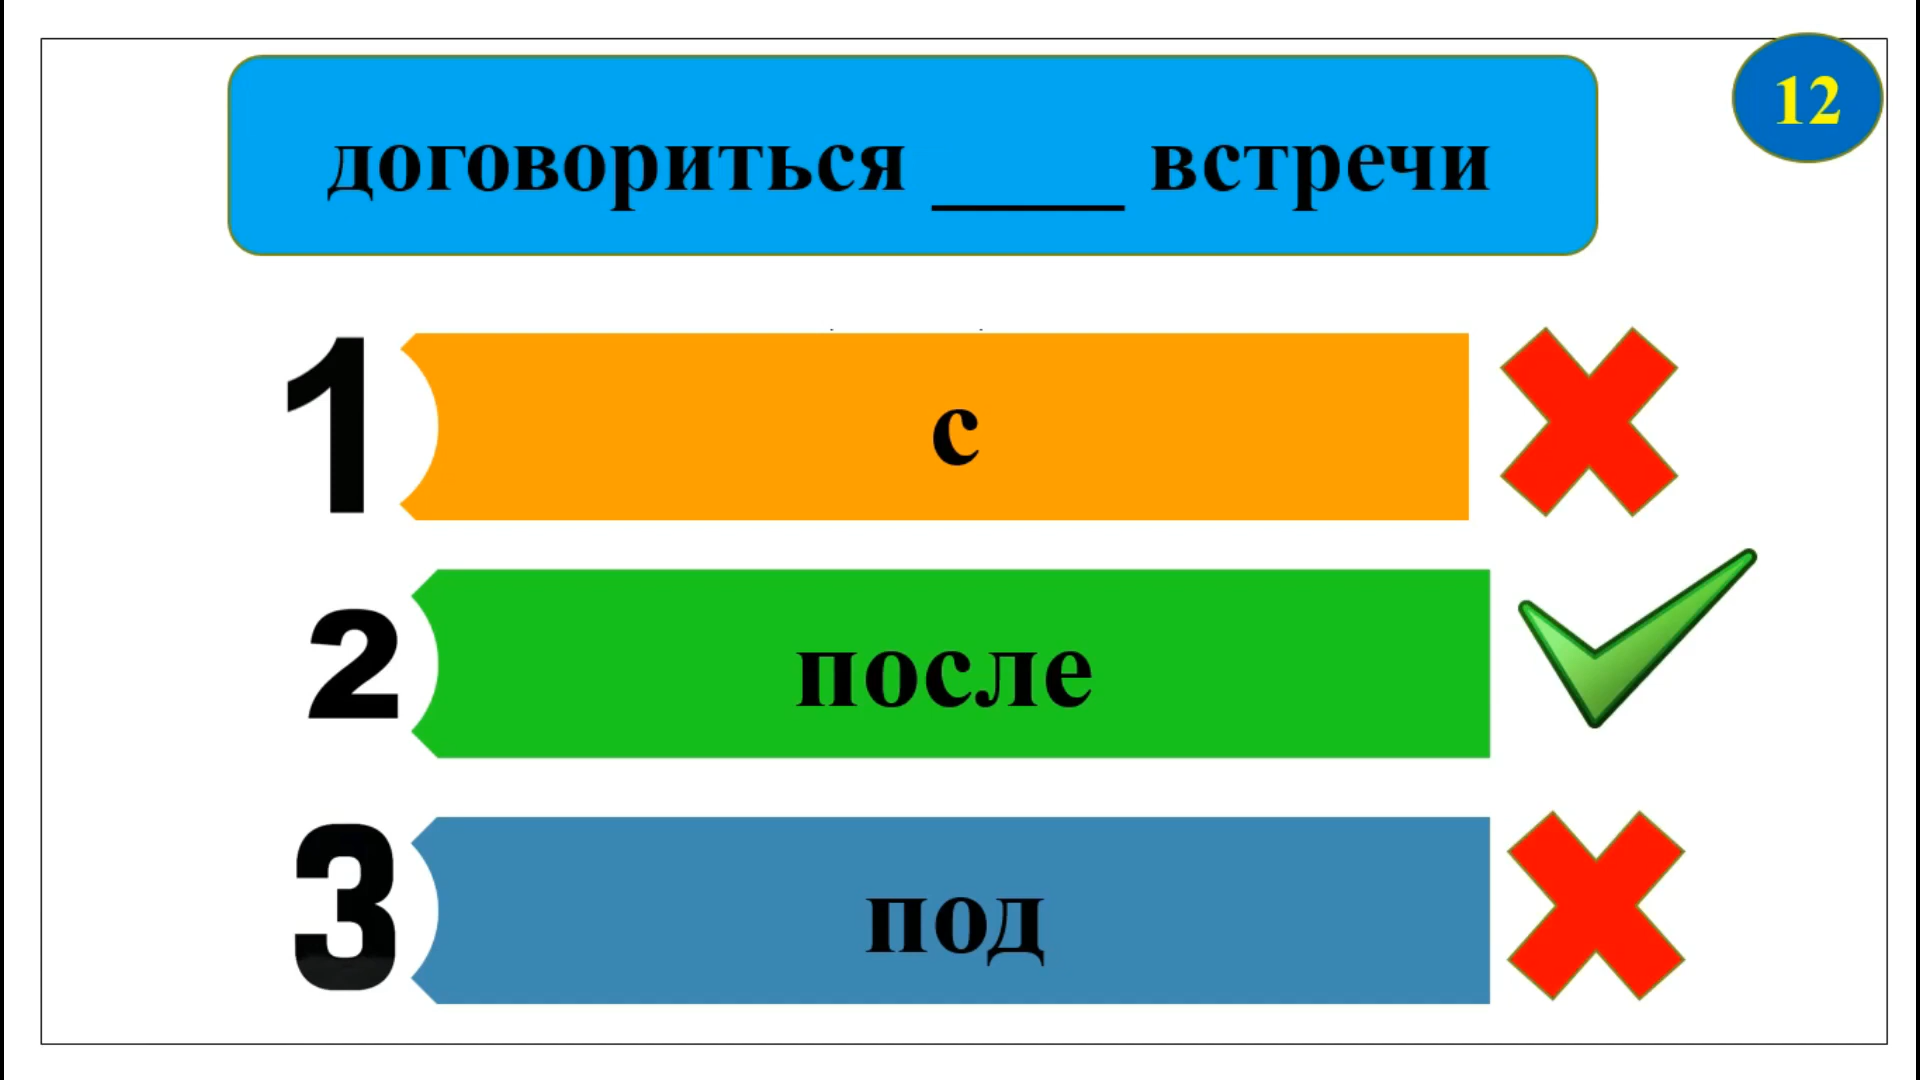 договориться ____ встречи
12
1 с
2 после
3 под